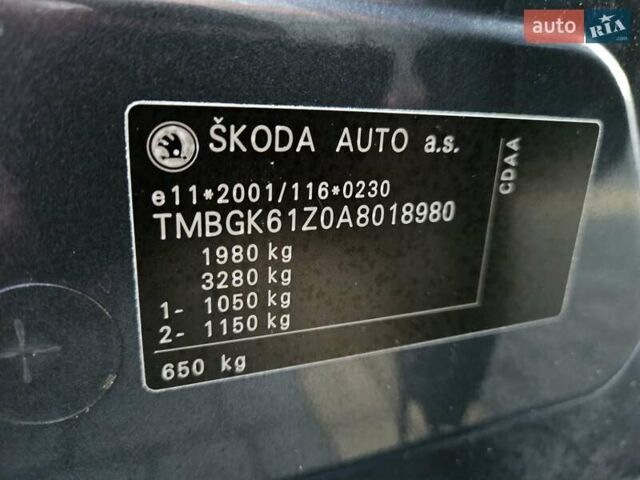 auto RIA
.com
ŠKODA AUTO a.s.
e11*2001/116*0230
TMBGK61Z0A8018980
1980 kg
3280 kg
1- 1050 kg
2- 1150 kg
650 kg
CDAA